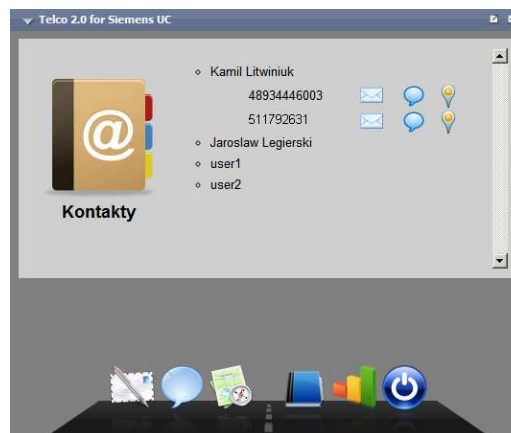 Telco 2.0 for Siemens UC
Kamil Litwiniuk
48934446003
511792631
Jaroslaw Legierski
user1
user2
@
Kontakty